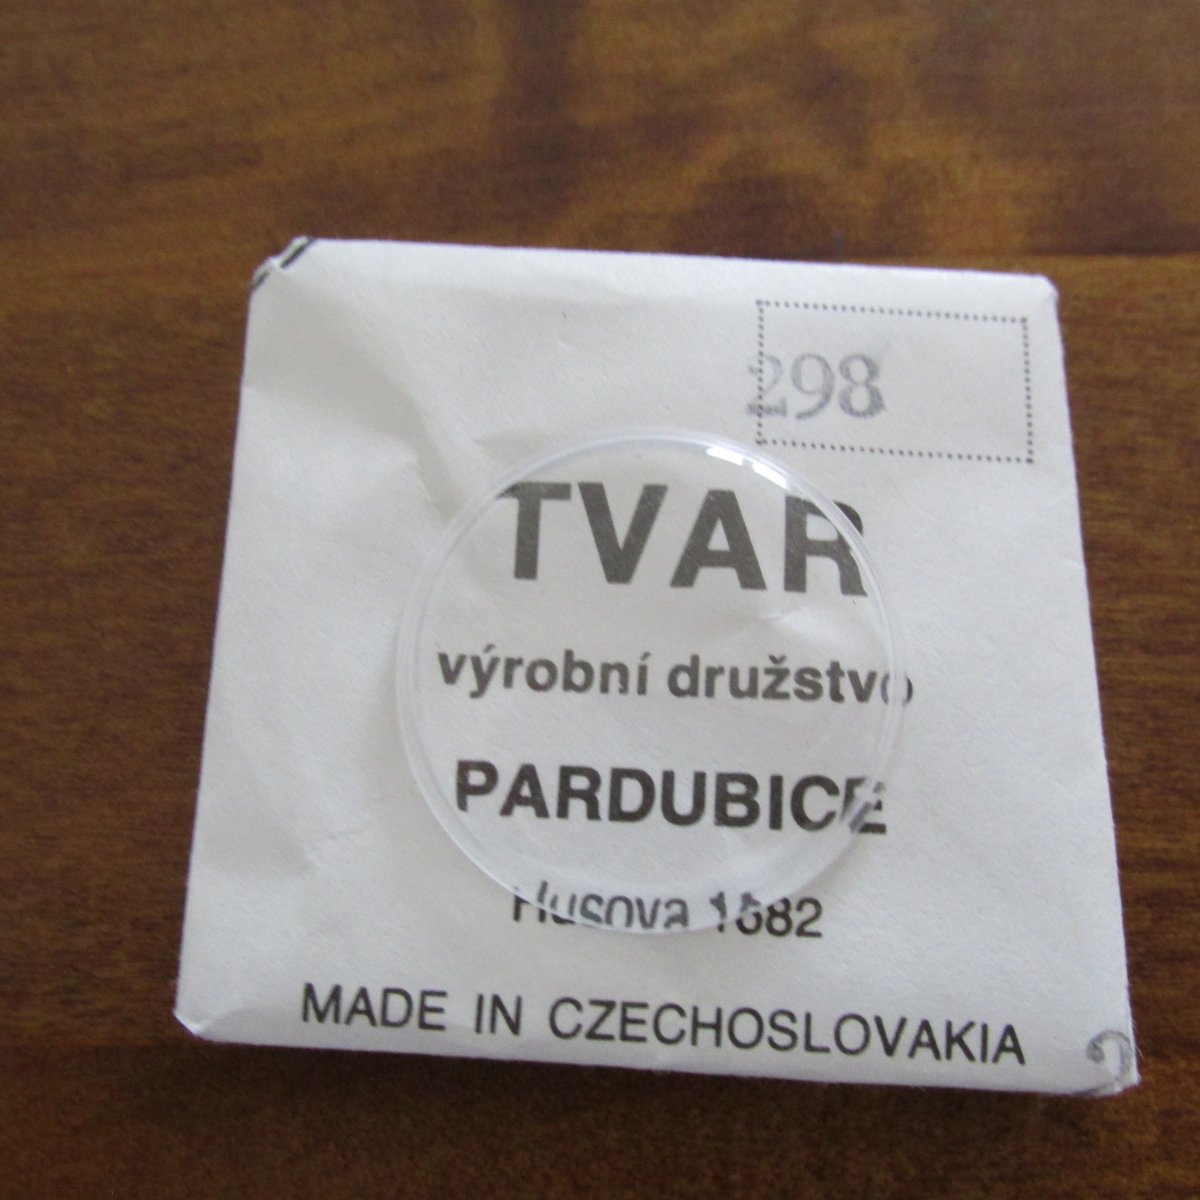 298
TVAR
výrobní družstvo
PARDUBICE
Husova 1682
MADE IN CZECHOSLOVAKIA